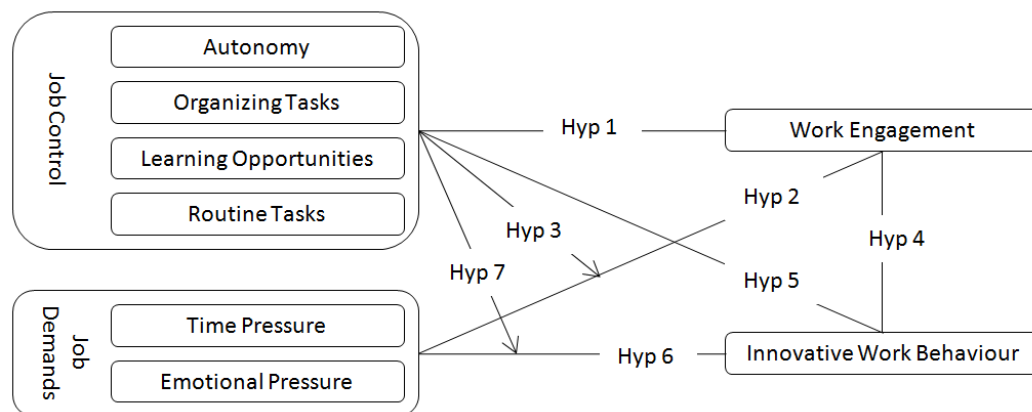 Job Control
Autonomy
Organizing Tasks
Learning Opportunities
Routine Tasks
Job
Demands
Time Pressure
Emotional Pressure
Hyp 1
Hyp 2
Hyp 3
Hyp 4
Hyp 7
Hyp 5
Hyp 6
Work Engagement
Innovative Work Behaviour